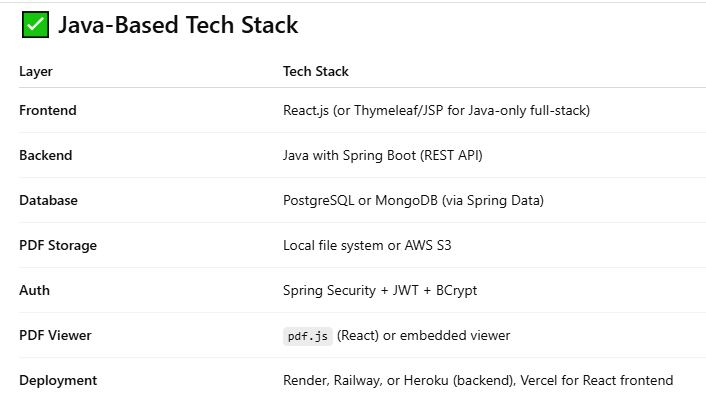 Java-Based Tech Stack
Layer Tech Stack
Frontend React.js (or Thymeleaf/JSP for Java-only full-stack)
Backend Java with Spring Boot (REST API)
Database PostgreSQL or MongoDB (via Spring Data)
PDF Storage Local file system or AWS S3
Auth Spring Security + JWT + BCrypt
PDF Viewer pdf.js (React) or embedded viewer
Deployment Render, Railway, or Heroku (backend), Vercel for React frontend